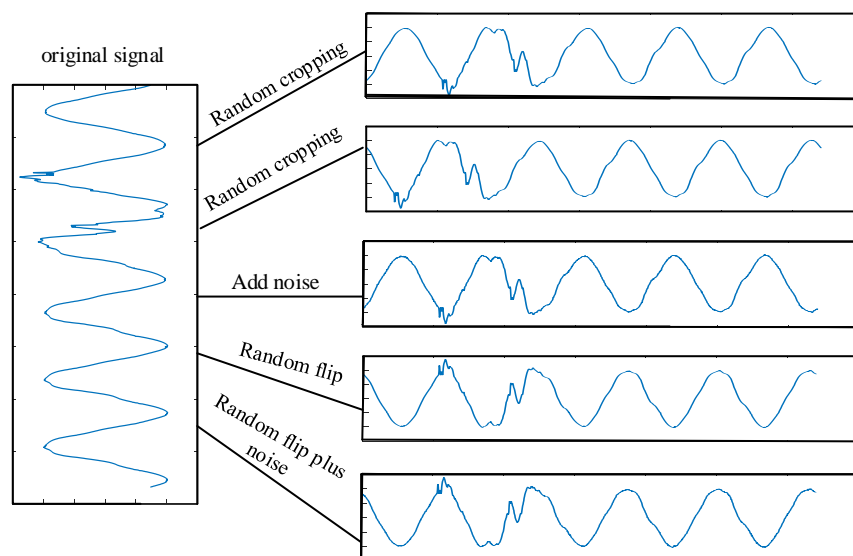 original signal
Random cropping
Random cropping
Add noise
Random flip
Random flip plus
noise